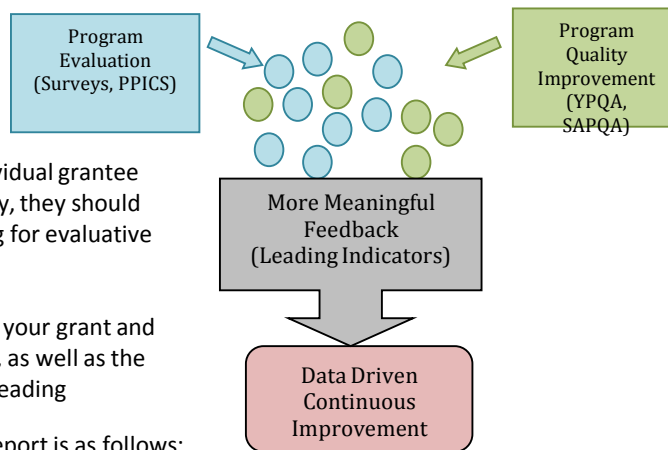 Program
Evaluation
(Surveys, PPICS)
Program
Quality
Improvement
(YPQA,
SAPQA)
vidual grantee
y, they should
g for evaluative
More Meaningful
Feedback
(Leading Indicators)
your grant and
, as well as the
eading
Data Driven
Continuous
Improvement
eport is as follows: